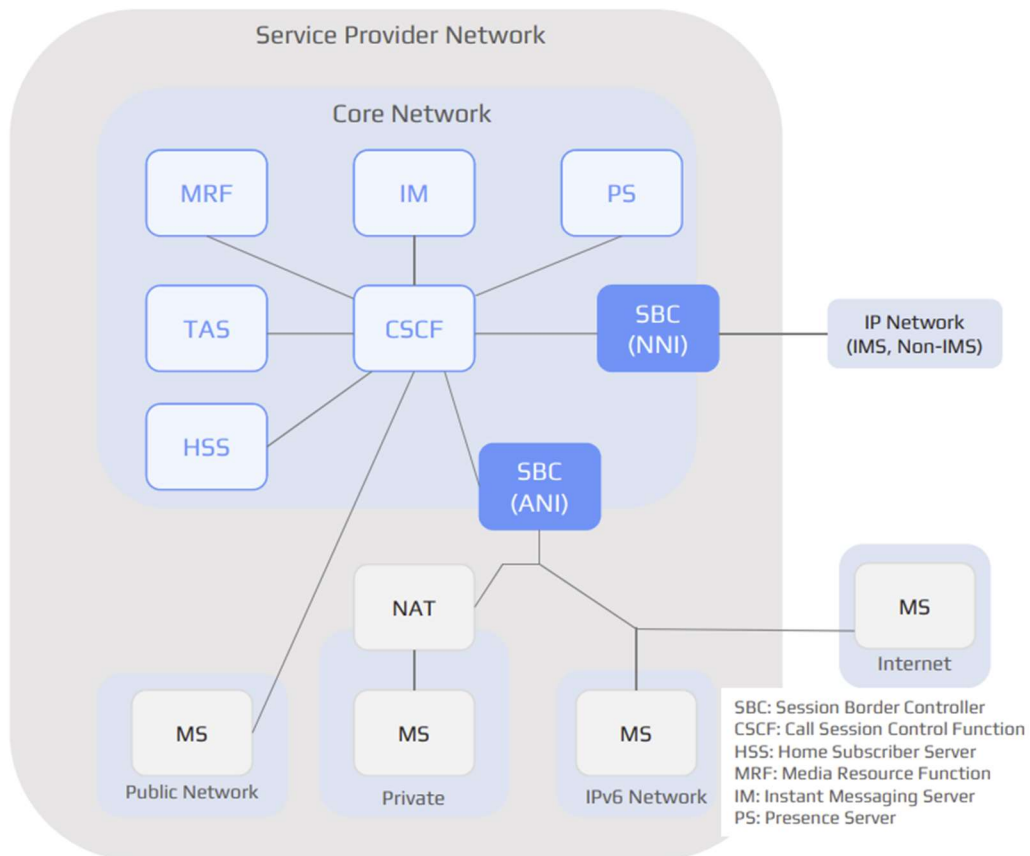 Service Provider Network
Core Network
MRF
IM
PS
TAS
CSCF
SBC
(NNI)
IP Network
(IMS, Non-IMS)
HSS
SBC
(ANI)
NAT
MS
Internet
MS
Public Network
MS
Private
MS
IPv6 Network
SBC: Session Border Controller
CSCF: Call Session Control Function
HSS: Home Subscriber Server
MRF: Media Resource Function
IM: Instant Messaging Server
PS: Presence Server